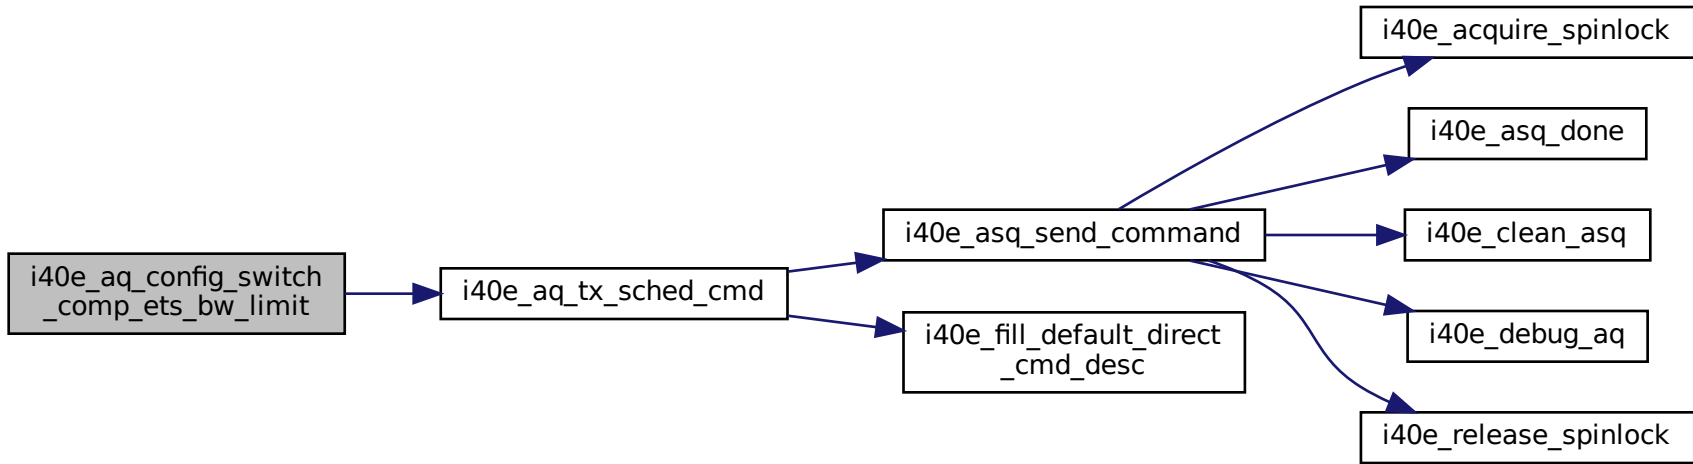 i40e_aq_config_switch
_comp_ets_bw_limit
i40e_aq_tx_sched_cmd
i40e_asq_send_command
i40e_fill_default_direct
_cmd_desc
i40e_acquire_spinlock
i40e_asq_done
i40e_clean_asq
i40e_debug_aq
i40e_release_spinlock